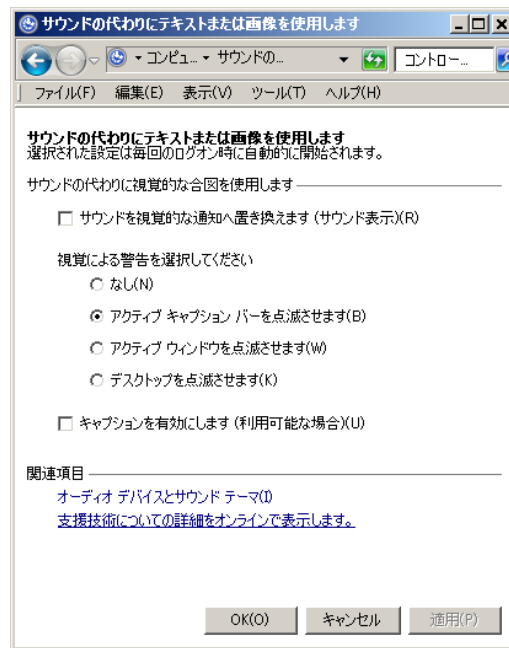 サウンドの代わりにテキストまたは画像を使用します
コンピュ... サウンドの... コントロー...
ファイル(F) 編集(E) 表示(V) ツール(T) ヘルプ(H)
サウンドの代わりにテキストまたは画像を使用します
選択された設定は毎回のログオン時に自動的に開始されます。
サウンドの代わりに視覚的な合図を使用します
サウンドを視覚的な通知へ置き換えます (サウンド表示)(R)
視覚による警告を選択してください
なし(N)
アクティブ キャプション バーを点滅させます(B)
アクティブ ウィンドウを点滅させます(W)
デスクトップを点滅させます(K)
キャプションを有効にします (利用可能な場合)(U)
関連項目
オーディオ デバイスとサウンド テーマ(I)
支援技術についての詳細をオンラインで表示します。
OK(O) キャンセル 適用(P)